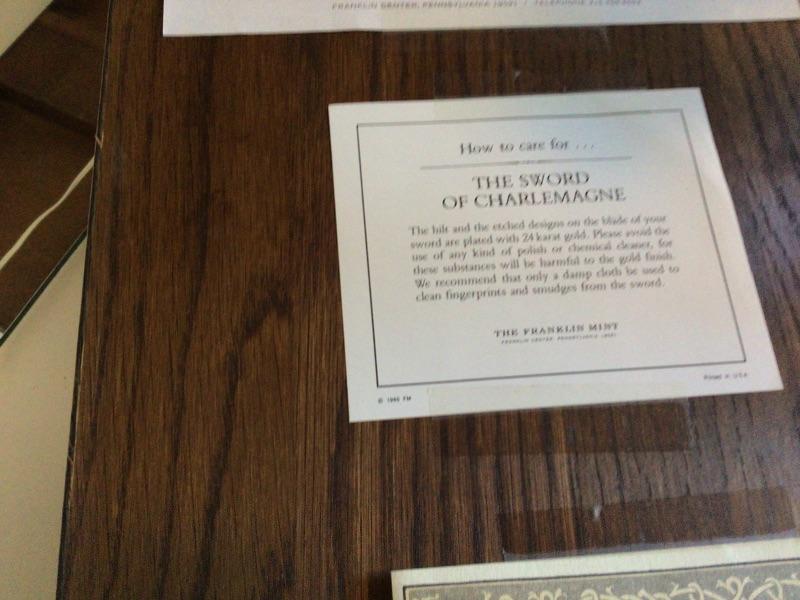 FRANKLIN CENTER, PENNSYLVANIA
How to care for ...
THE SWORD
OF CHARLEMAGNE
The hilt and the etched designs on the blade of your
sword are plated with 24 karat gold. Please avoid the
use of any kind of polish or chemical cleaner, for
these substances will be harmful to the gold finish.
We recommend that only a damp cloth be used to
clean fingerprints and smudges from the sword.
THE FRANKLIN MINT
FRANKLIN CENTER, PENNSYLVANIA
Printed in U.S.A.